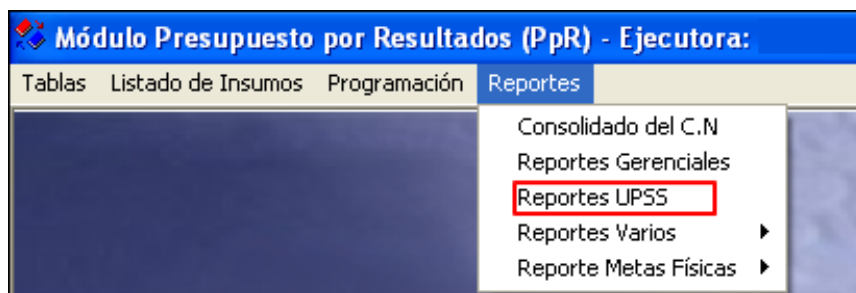 Módulo Presupuesto por Resultados (PpR) - Ejecutora:
Tablas Listado de Insumos Programación Reportes
Consolidado del C.N
Reportes Gerenciales
Reportes UPSS
Reportes Varios
Reporte Metas Físicas